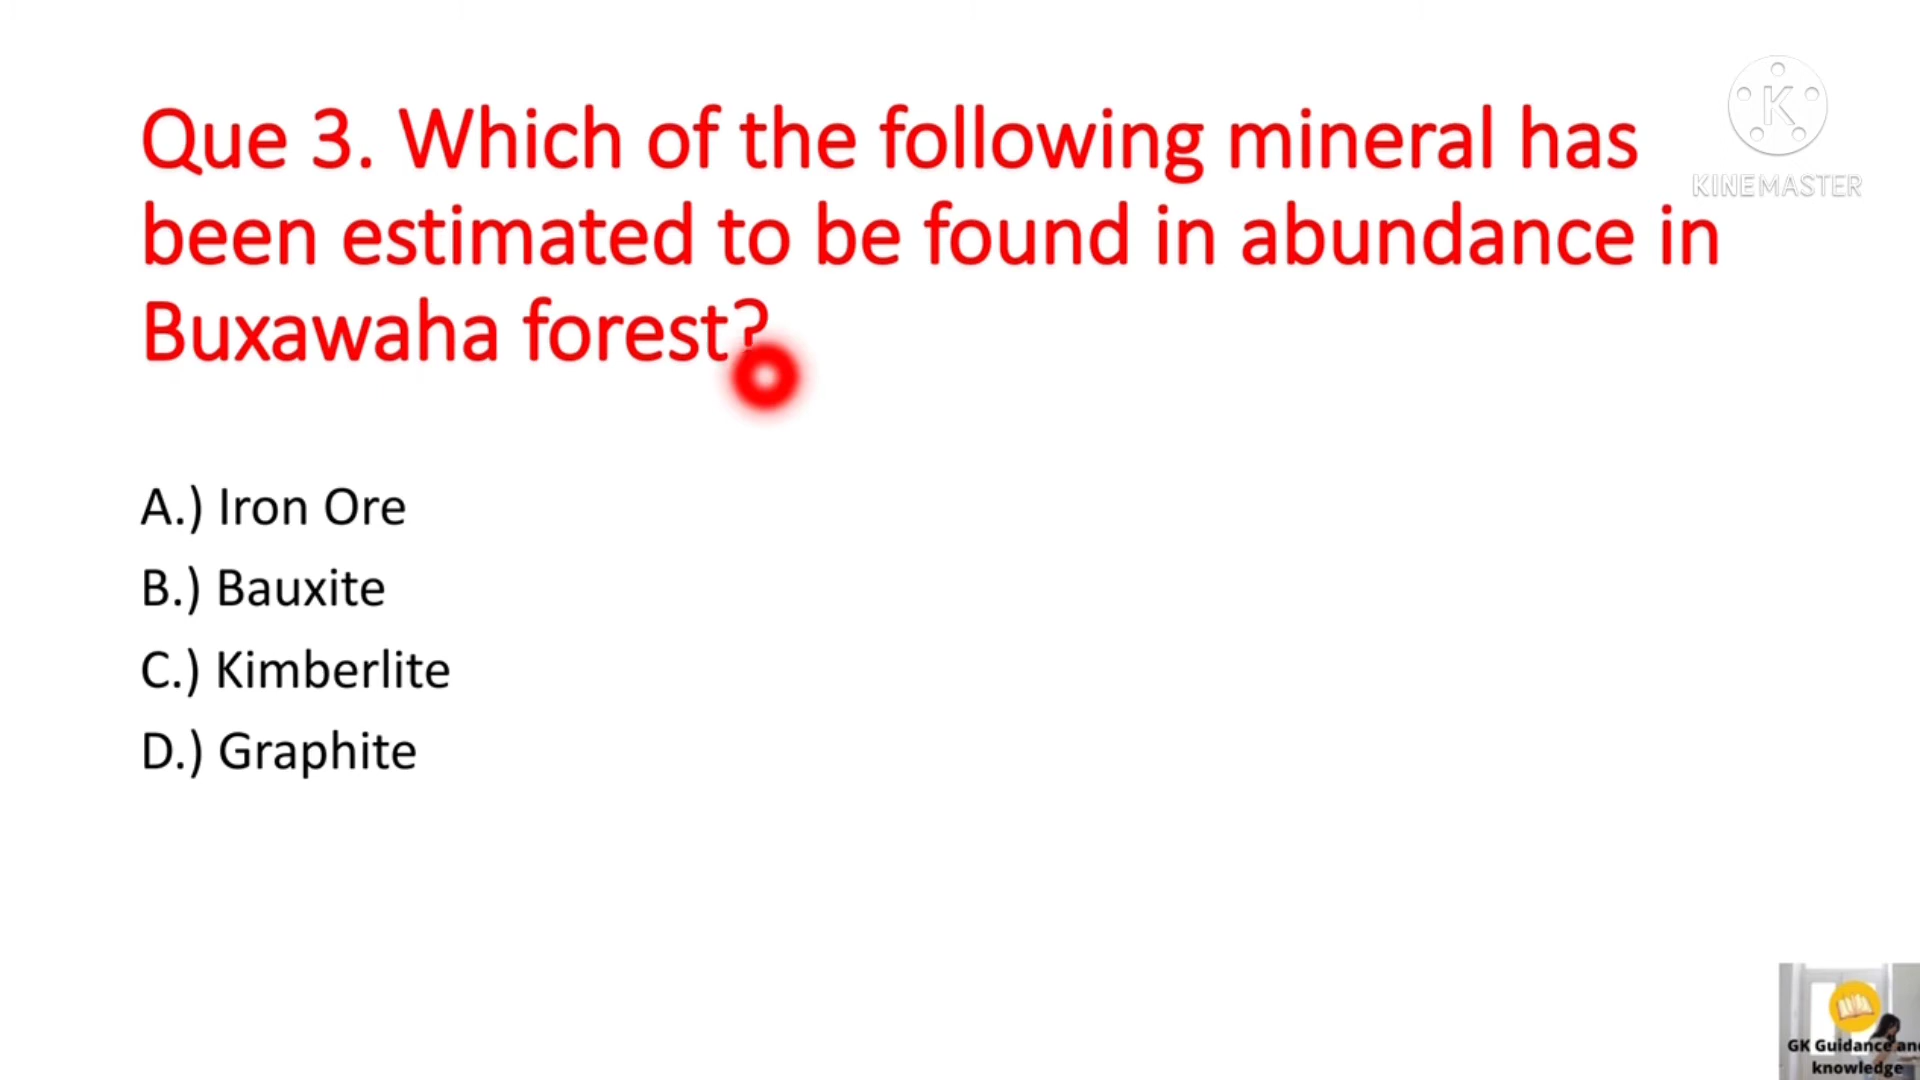 Que 3. Which of the following mineral has
been estimated to be found in abundance in
Buxawaha forest?
K
KINEMASTER
A.) Iron Ore
B.) Bauxite
C.) Kimberlite
D.) Graphite
GK Guidance and
knowledge